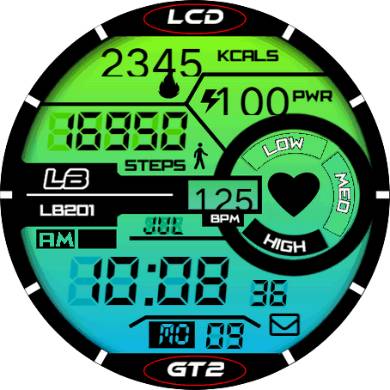 LCD
2345 KCALS
100 PWR
16950
STEPS
LOW
MED
HIGH
LB
LB201
125
BPM
JUL
AM
10:08 36
MO 09
GT2